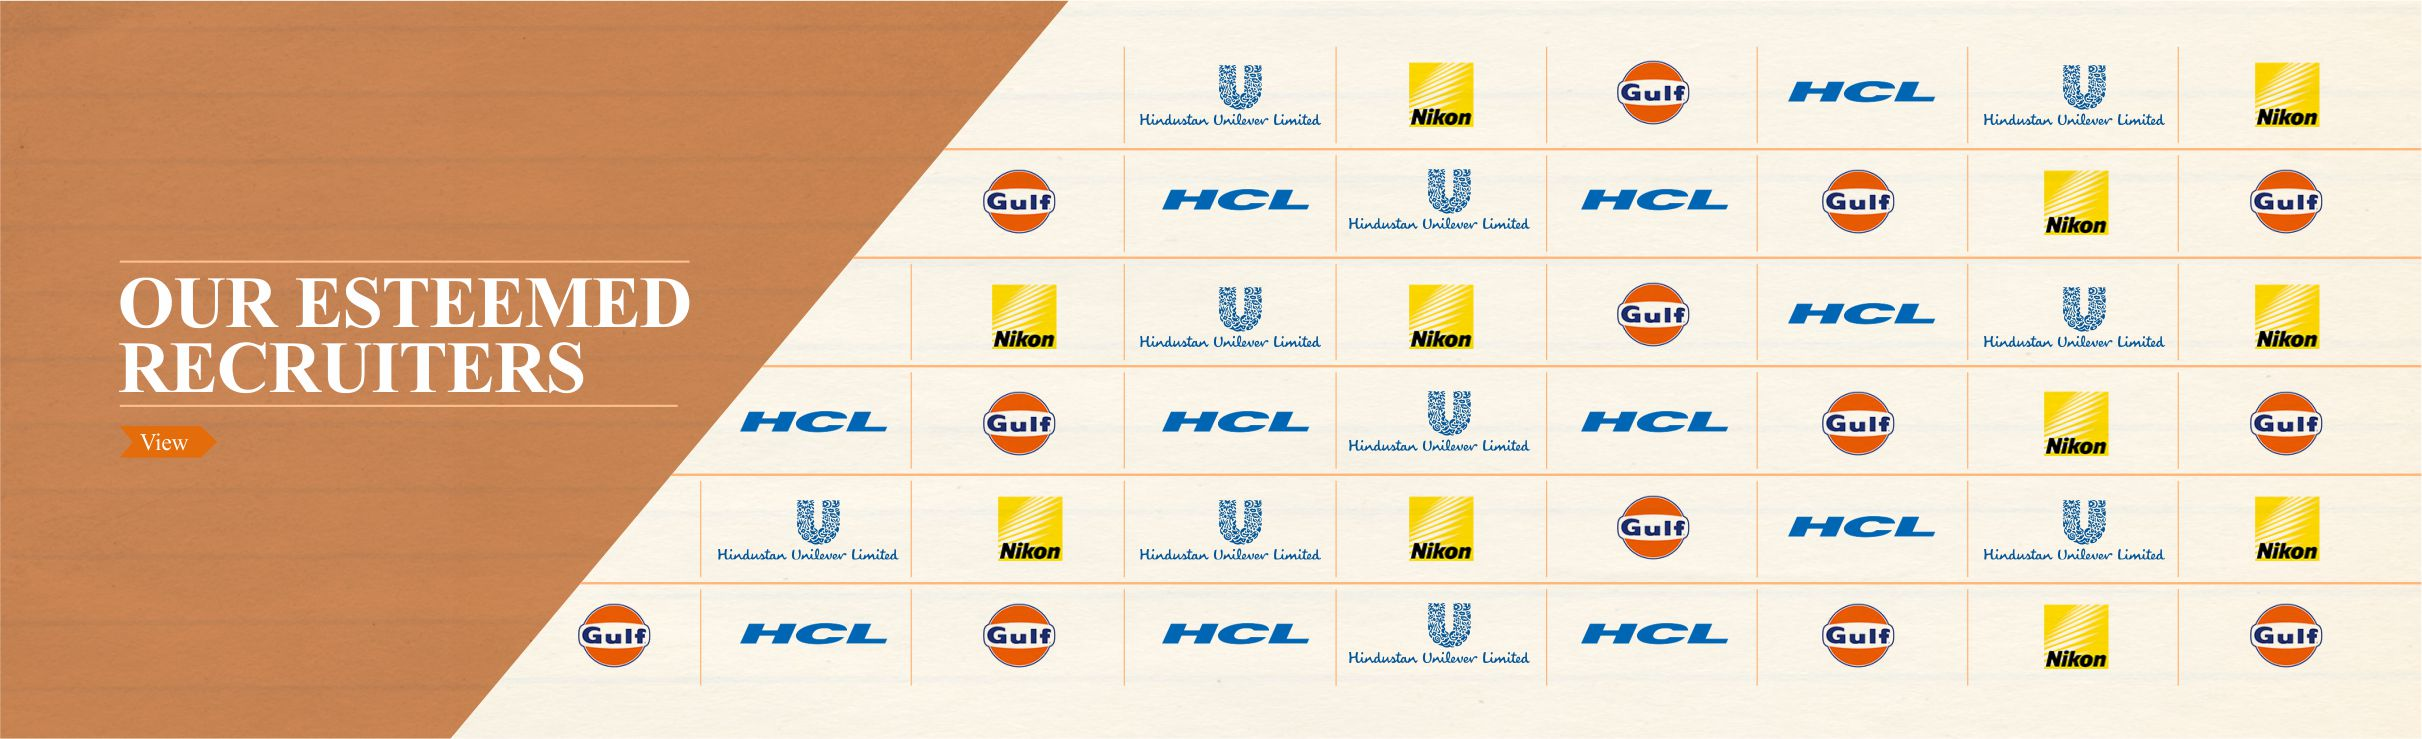 OUR ESTEEMED
RECRUITERS
View
Hindustan Unilever Limited Nikon Gulf HCL Hindustan Unilever Limited Nikon
Gulf HCL Hindustan Unilever Limited HCL Gulf Nikon Gulf
Nikon Hindustan Unilever Limited Nikon Gulf HCL Hindustan Unilever Limited Nikon
HCL Gulf HCL Hindustan Unilever Limited HCL Gulf Nikon Gulf
Hindustan Unilever Limited Nikon Hindustan Unilever Limited Nikon Gulf HCL Hindustan Unilever Limited Nikon
Gulf HCL Gulf HCL Hindustan Unilever Limited HCL Gulf Nikon Gulf